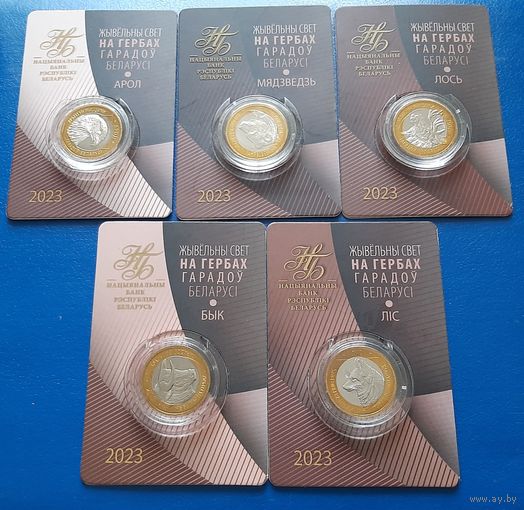 НАЦЫЯНАЛЬНЫ
БАНК
РЭСПУБЛІКІ
БЕЛАРУСЬ
ЖЫВЁЛЬНЫ СВЕТ
НА ГЕРБАХ
ГАРАДОЎ
БЕЛАРУСІ
АРОЛ
2023
НАЦЫЯНАЛЬНЫ
БАНК
РЭСПУБЛІКІ
БЕЛАРУСЬ
ЖЫВЁЛЬНЫ СВЕТ
НА ГЕРБАХ
ГАРАДОЎ
БЕЛАРУСІ
МЯДЗВЕДЗЬ
2023
НАЦЫЯНАЛЬНЫ
БАНК
РЭСПУБЛІКІ
БЕЛАРУСЬ
ЖЫВЁЛЬНЫ СВЕТ
НА ГЕРБАХ
ГАРАДОЎ
БЕЛАРУСІ
ЛОСЬ
2023
НАЦЫЯНАЛЬНЫ
БАНК
РЭСПУБЛІКІ
БЕЛАРУСЬ
ЖЫВЁЛЬНЫ СВЕТ
НА ГЕРБАХ
ГАРАДОЎ
БЕЛАРУСІ
БЫК
2023
НАЦЫЯНАЛЬНЫ
БАНК
РЭСПУБЛІКІ
БЕЛАРУСЬ
ЖЫВЁЛЬНЫ СВЕТ
НА ГЕРБАХ
ГАРАДОЎ
БЕЛАРУСІ
ЛІС
2023
www.ay.by